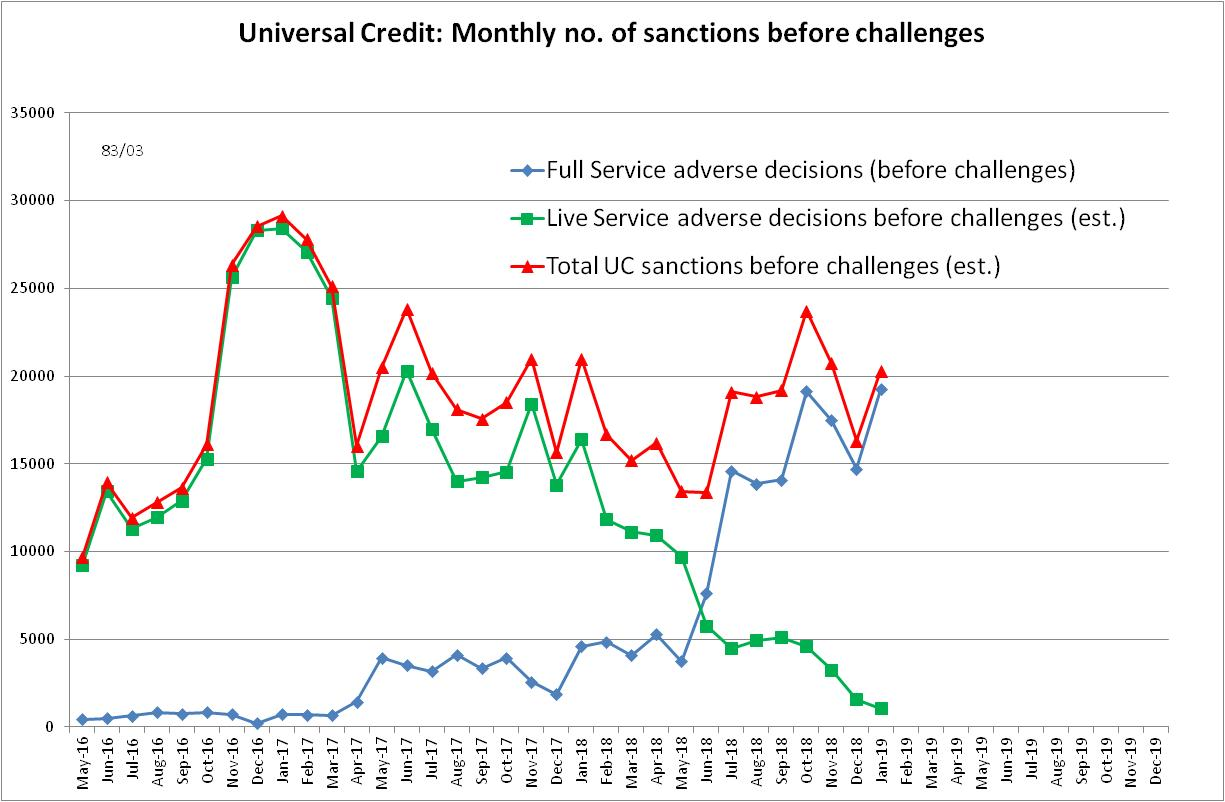 Universal Credit: Monthly no. of sanctions before challenges
35000
83/03
Full Service adverse decisions (before challenges)
30000
Live Service adverse decisions before challenges (est.)
Total UC sanctions before challenges (est.)
25000
20000
15000
10000
5000
0
May-16
Jun-16
Jul-16
Aug-16
Sep-16
Oct-16
Nov-16
Dec-16
Jan-17
Feb-17
Mar-17
Apr-17
May-17
Jun-17
Jul-17
Aug-17
Sep-17
Oct-17
Nov-17
Dec-17
Jan-18
Feb-18
Mar-18
Apr-18
May-18
Jun-18
Jul-18
Aug-18
Sep-18
Oct-18
Nov-18
Dec-18
Jan-19
Feb-19
Mar-19
Apr-19
May-19
Jun-19
Jul-19
Aug-19
Sep-19
Oct-19
Nov-19
Dec-19